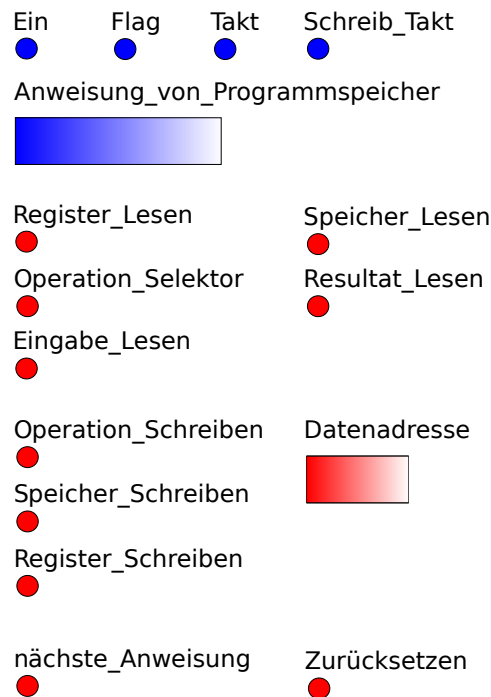 Ein Flag Takt Schreib_Takt
Anweisung_von_Programmspeicher
Register_Lesen Speicher_Lesen
Operation_Selektor Resultat_Lesen
Eingabe_Lesen
Operation_Schreiben Datenadresse
Speicher_Schreiben
Register_Schreiben
nächste_Anweisung Zurücksetzen